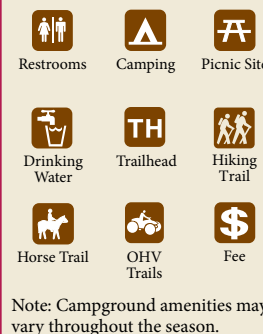 Restrooms Camping Picnic Site
TH
Drinking
Water
Trailhead
Hiking
Trail
$
Horse Trail
OHV
Trails
Fee
Note: Campground amenities may
vary throughout the season.